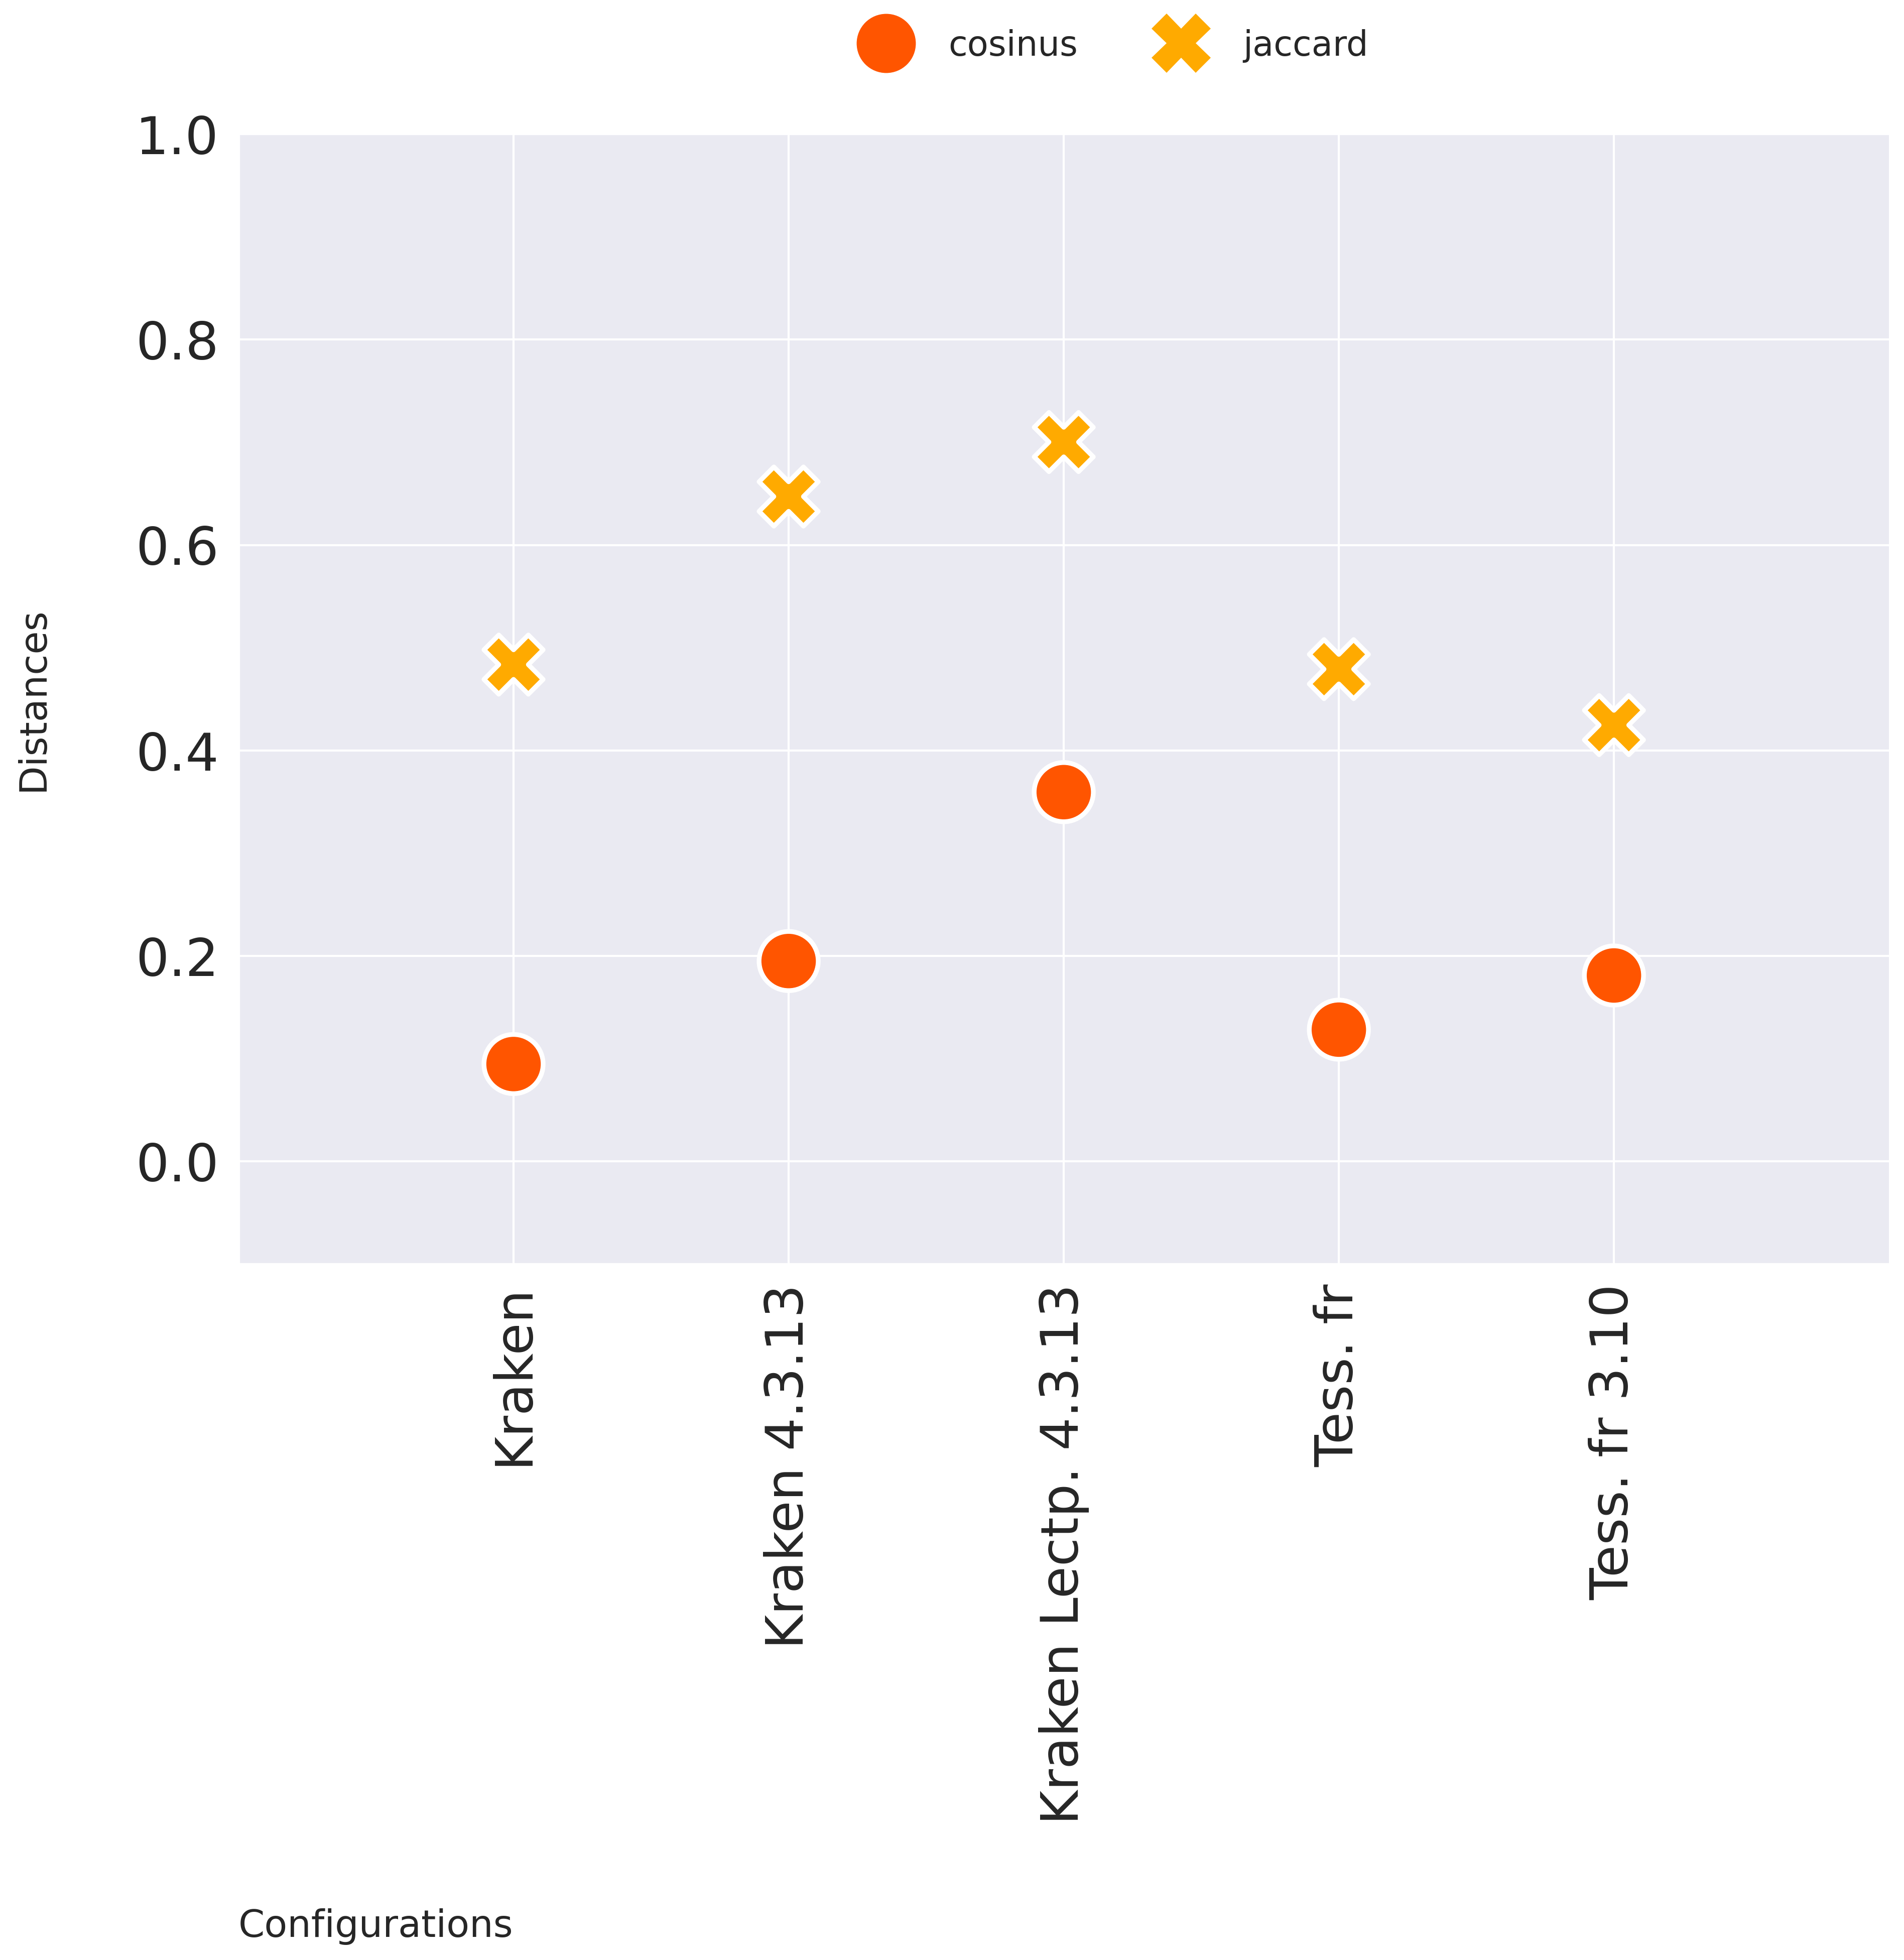 cosinus jaccard
1.0
0.8
0.6
0.4
0.2
0.0
Distances
Kraken
Kraken 4.3.13
Kraken Lectp. 4.3.13
Tess. fr
Tess. fr 3.10
Configurations